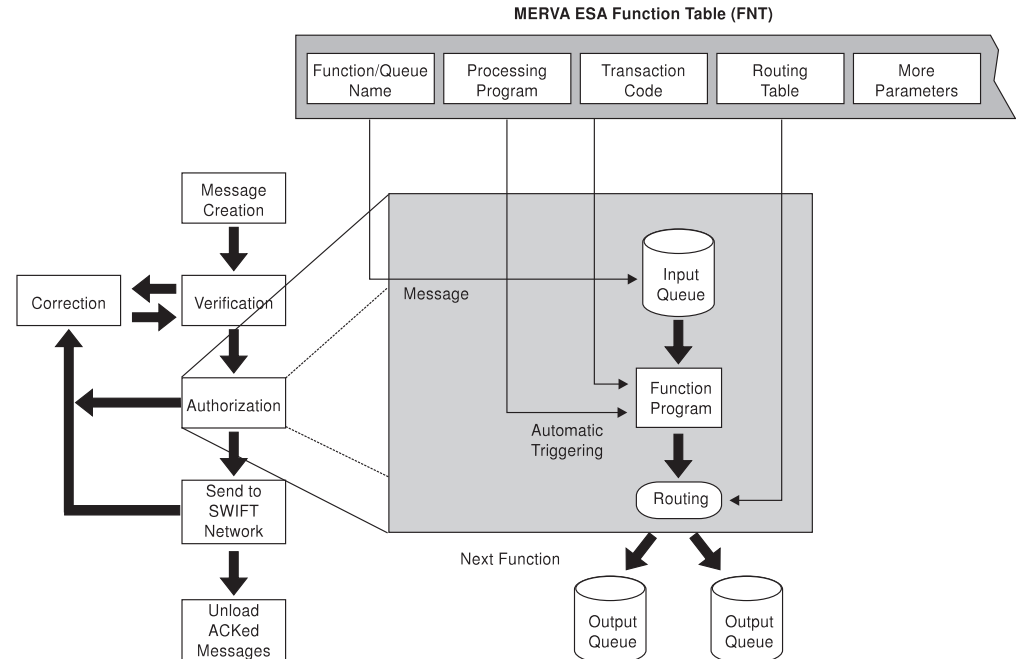 MERVA ESA Function Table (FNT)
Function/Queue
Name
Processing
Program
Transaction
Code
Routing
Table
More
Parameters
Message
Creation
Correction
Verification
Authorization
Send to
SWIFT
Network
Unload
ACKed
Messages
Message
Input
Queue
Function
Program
Automatic
Triggering
Routing
Next Function
Output
Queue
Output
Queue